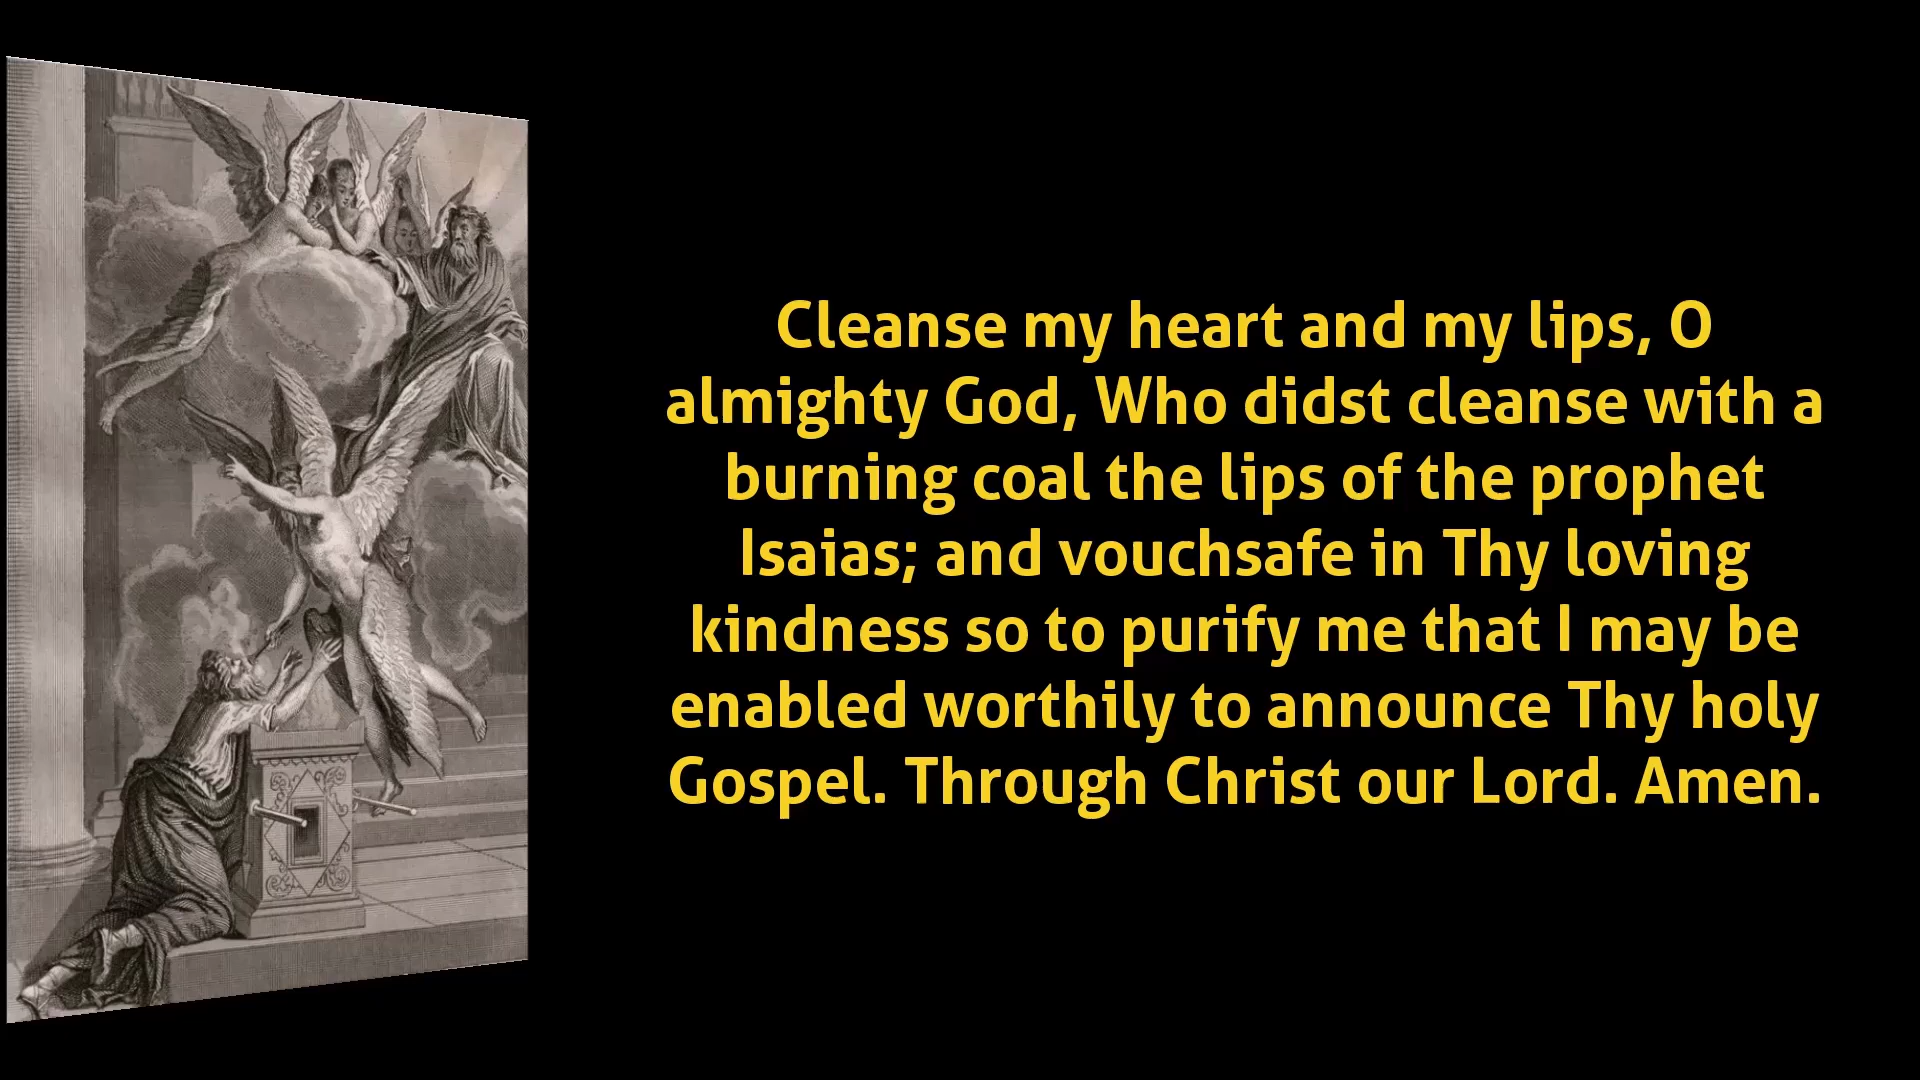 Cleanse my heart and my lips, O
almighty God, Who didst cleanse with a
burning coal the lips of the prophet
Isaias; and vouchsafe in Thy loving
kindness so to purify me that I may be
enabled worthily to announce Thy holy
Gospel. Through Christ our Lord. Amen.